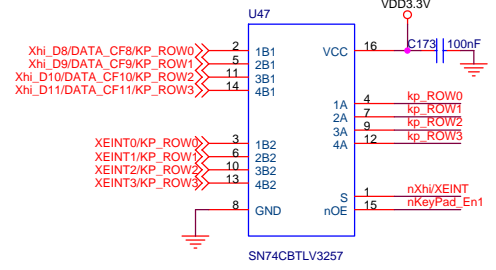 VDD3.3V
U47
C173 100nF
Xhi_D8/DATA_CF8/KP_ROW0 2 1B1 VCC 16
Xhi_D9/DATA_CF9/KP_ROW1 5 2B1
Xhi_D10/DATA_CF10/KP_ROW2 11 3B1
Xhi_D11/DATA_CF11/KP_ROW3 14 4B1
1A 4 kp_ROW0
2A 7 kp_ROW1
3A 9 kp_ROW2
4A 12 kp_ROW3
XEINT0/KP_ROW0 3 1B2
XEINT1/KP_ROW1 6 2B2
XEINT2/KP_ROW2 10 3B2
XEINT3/KP_ROW3 13 4B2
S 1 nXhi/XEINT
8 GND nOE 15 nKeyPad_En1
SN74CBTLV3257